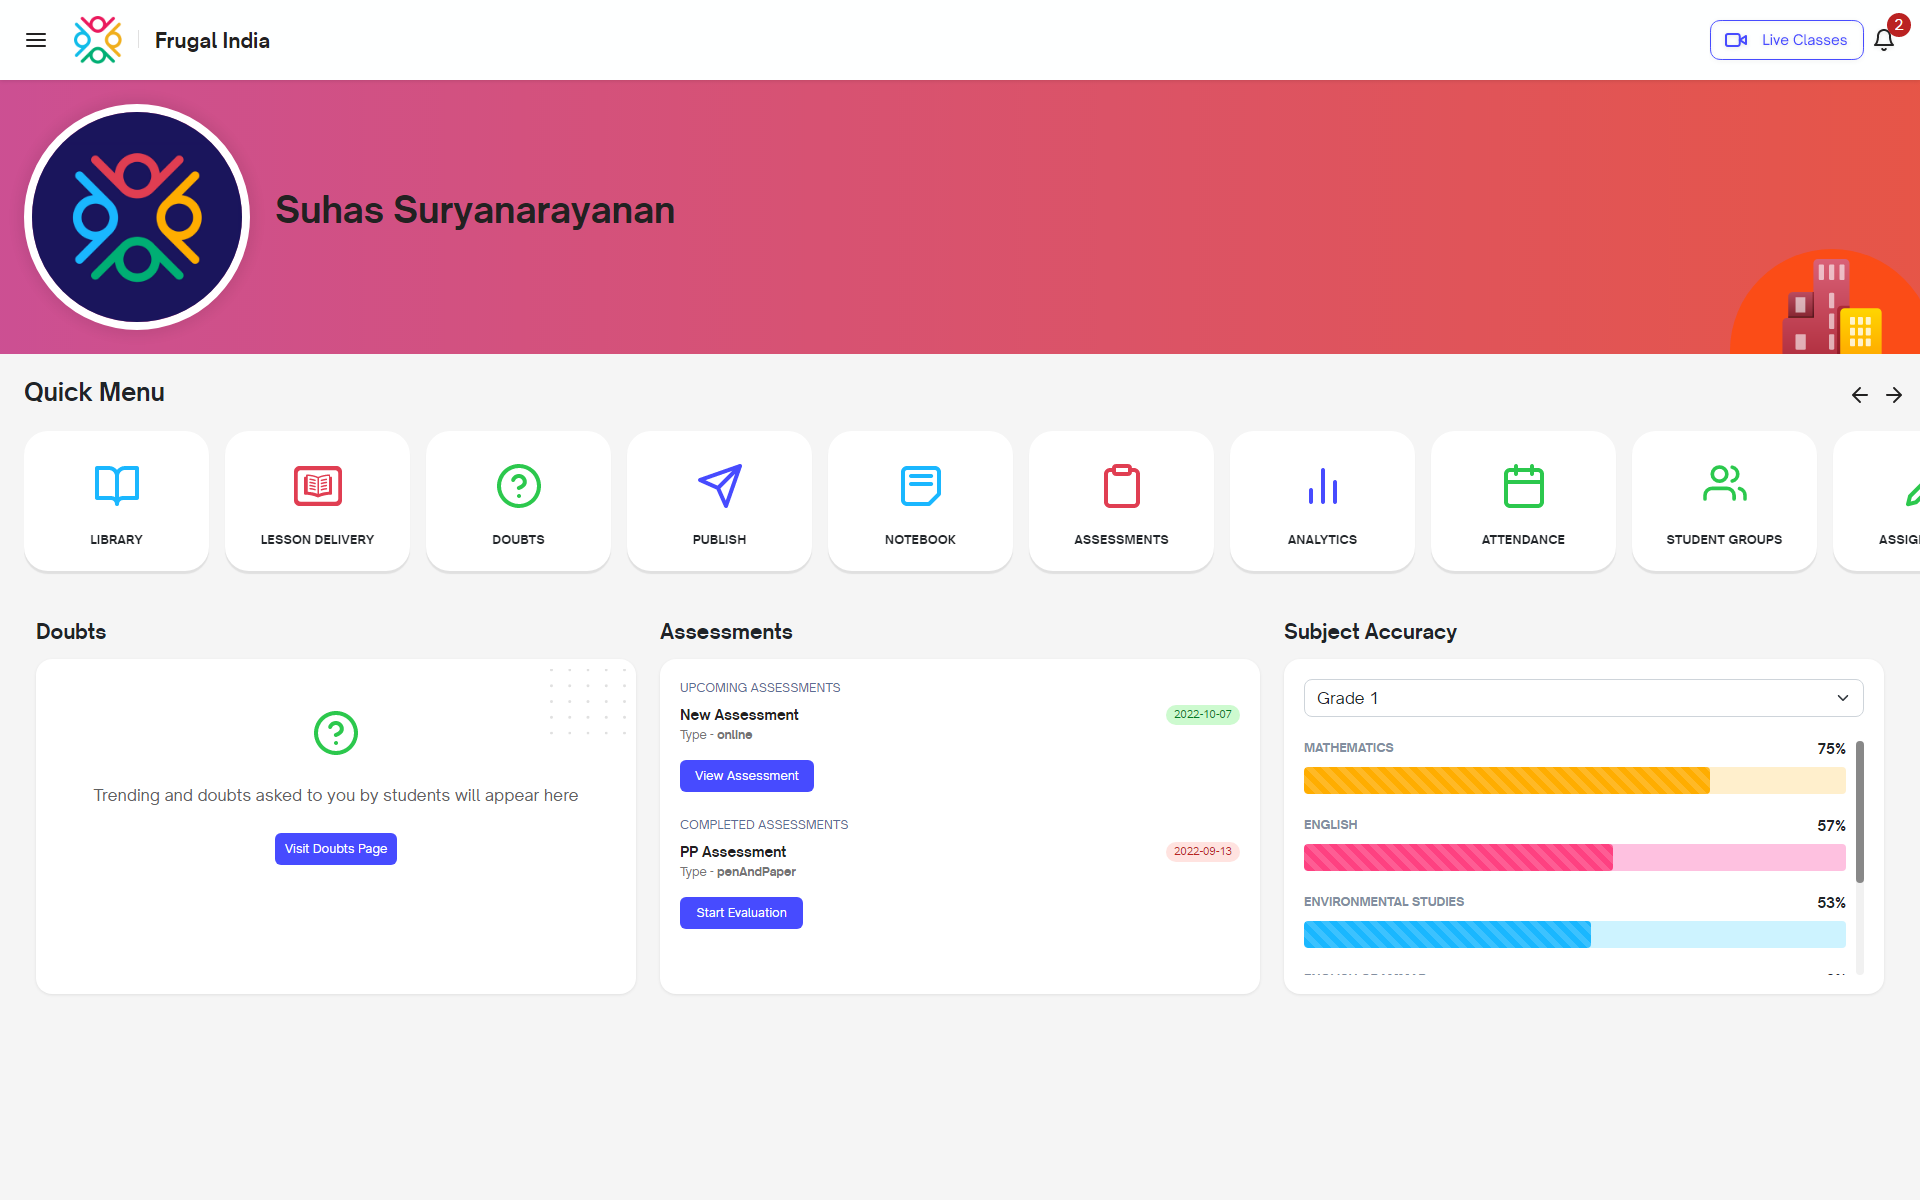 Frugal India
Live Classes
2
Suhas Suryanarayanan
Quick Menu
LIBRARY
LESSON DELIVERY
DOUBTS
PUBLISH
NOTEBOOK
ASSESSMENTS
ANALYTICS
ATTENDANCE
STUDENT GROUPS
Doubts
Trending and doubts asked to you by students will appear here
Visit Doubts Page
Assessments
UPCOMING ASSESSMENTS
New Assessment
2022-10-07
Type - online
View Assessment
COMPLETED ASSESSMENTS
PP Assessment
2022-09-13
Type - penAndPaper
Start Evaluation
Subject Accuracy
Grade 1
MATHEMATICS 75%
ENGLISH 57%
ENVIRONMENTAL STUDIES 53%